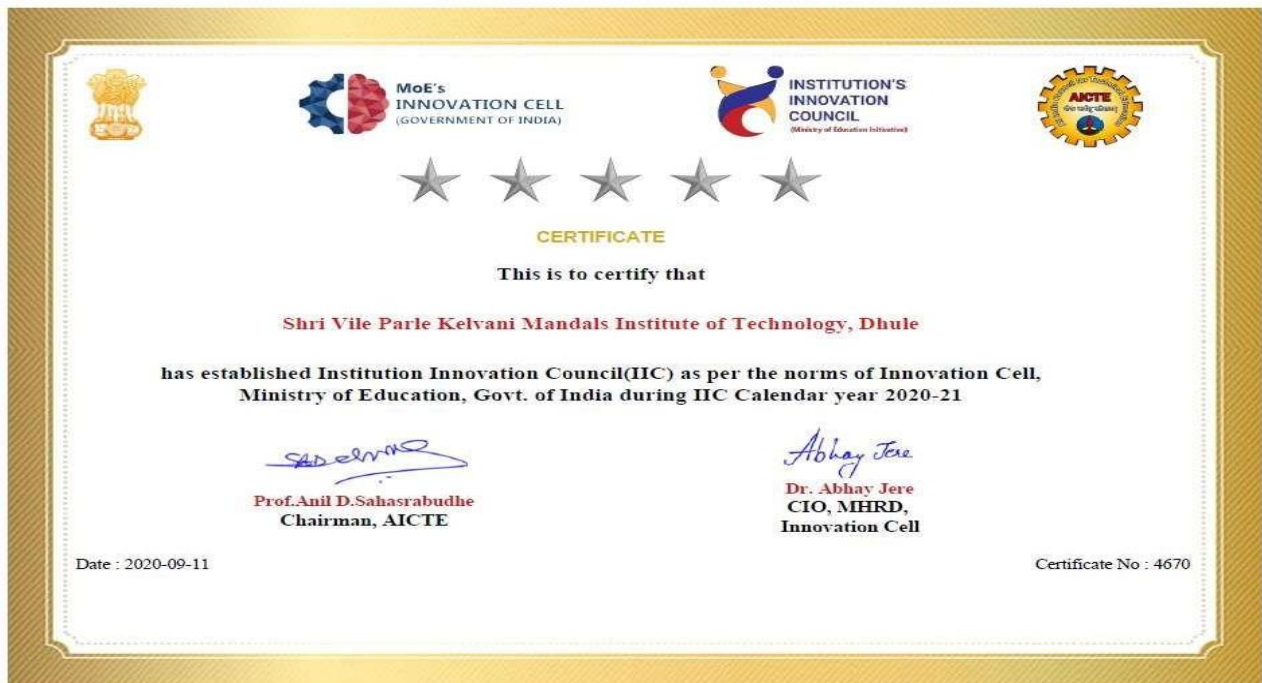 MoE's
INNOVATION CELL
(GOVERNMENT OF INDIA)
INSTITUTION'S
INNOVATION
COUNCIL
(Ministry of Education Initiative)
AICTE
CERTIFICATE
This is to certify that
Shri Vile Parle Kelvani Mandals Institute of Technology, Dhule
has established Institution Innovation Council(IIC) as per the norms of Innovation Cell,
Ministry of Education, Govt. of India during IIC Calendar year 2020-21
Abhay Jere
Prof.Anil D.Sahasrabudhe
Chairman, AICTE
Dr. Abhay Jere
CIO, MHRD,
Innovation Cell
Date : 2020-09-11
Certificate No : 4670